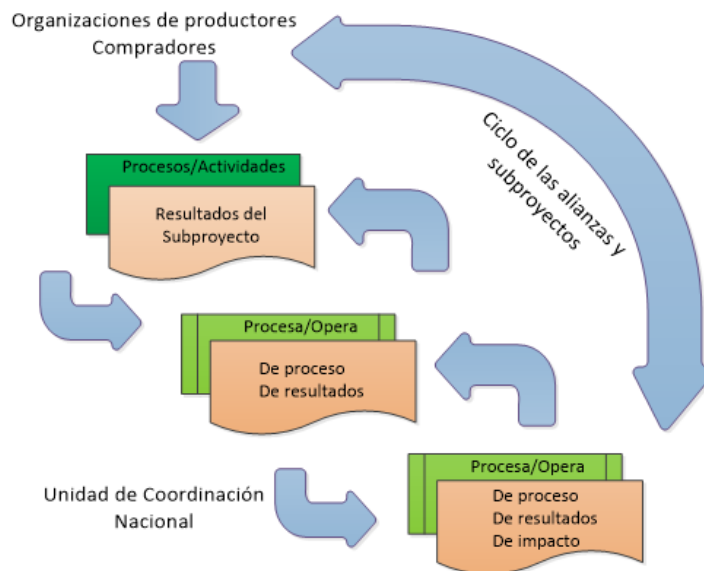 Organizaciones de productores
Compradores
Ciclo de las alianzas y
subproyectos
Procesos/Actividades
Resultados del
Subproyecto
Procesa/Opera
De proceso
De resultados
Unidad de Coordinación
Nacional
Procesa/Opera
De proceso
De resultados
De impacto